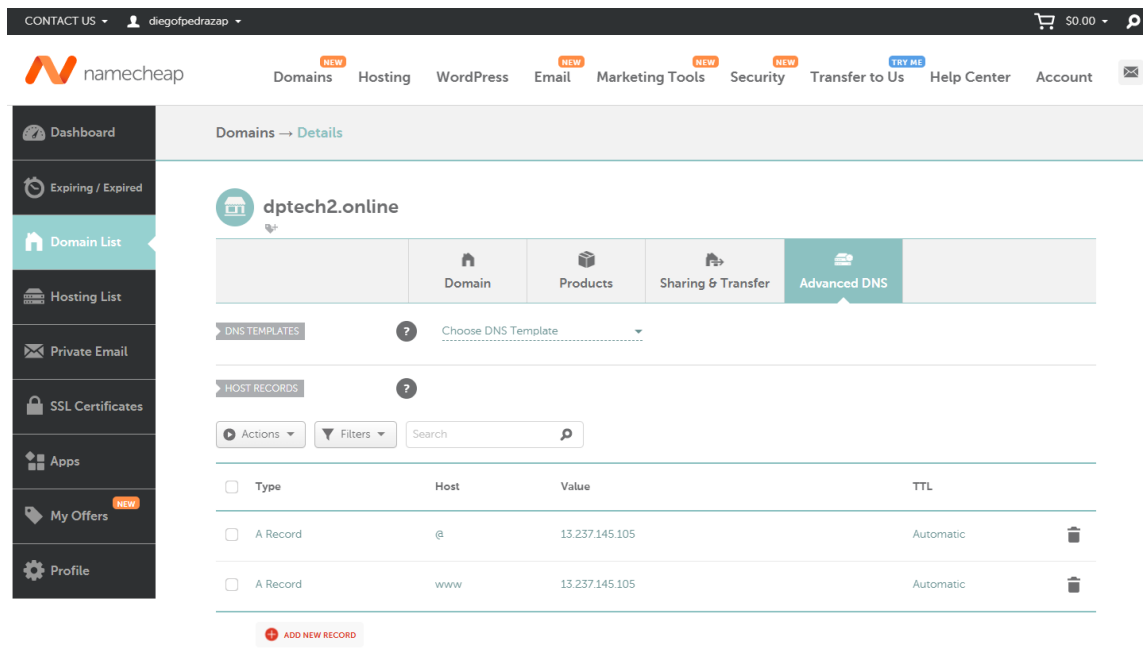 CONTACT US diegofpedrazap $0.00
namecheap
NEW NEW NEW NEW TRY ME
Domains Hosting WordPress Email Marketing Tools Security Transfer to Us Help Center Account
Dashboard
Expiring / Expired
Domain List
Hosting List
Private Email
SSL Certificates
Apps
NEW
My Offers
Profile
Domains → Details
dptech2.online
Domain Products Sharing & Transfer Advanced DNS
DNS TEMPLATES ? Choose DNS Template
HOST RECORDS ?
Actions Filters Search
Type Host Value TTL
A Record @ 13.237.145.105 Automatic
A Record www 13.237.145.105 Automatic
ADD NEW RECORD